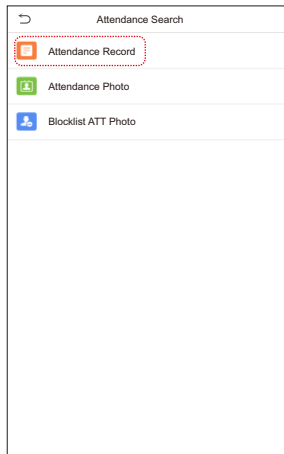 Attendance Search
Attendance Record
Attendance Photo
Blocklist ATT Photo